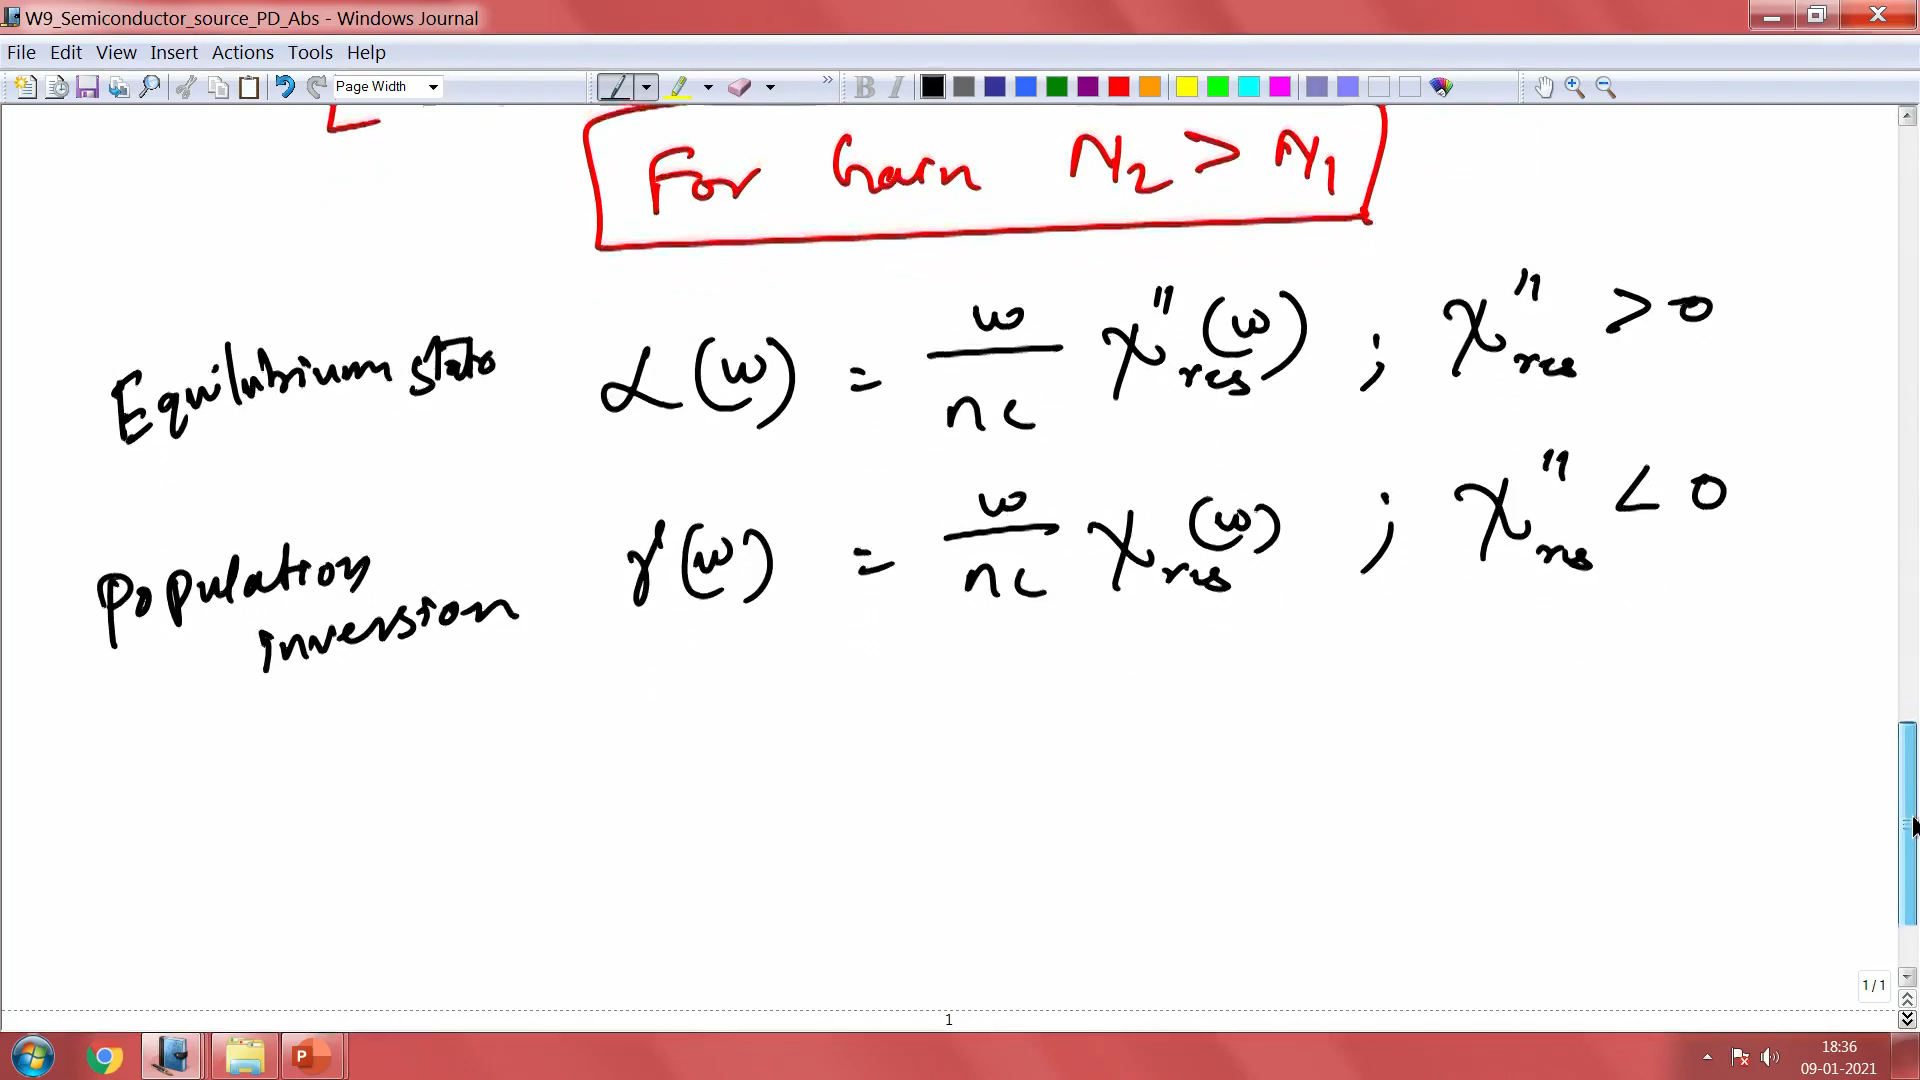 W9_Semiconductor_source_PD_Abs - Windows Journal
File Edit View Insert Actions Tools Help
Page Width
For Gain N₂ > N₁
Equilibrium state α(ω) = ω/nc χ''res(ω) ; χ''res > 0
Population inversion γ(ω) = ω/nc χres(ω) ; χ''res < 0
1/1
1
18:36
09-01-2021